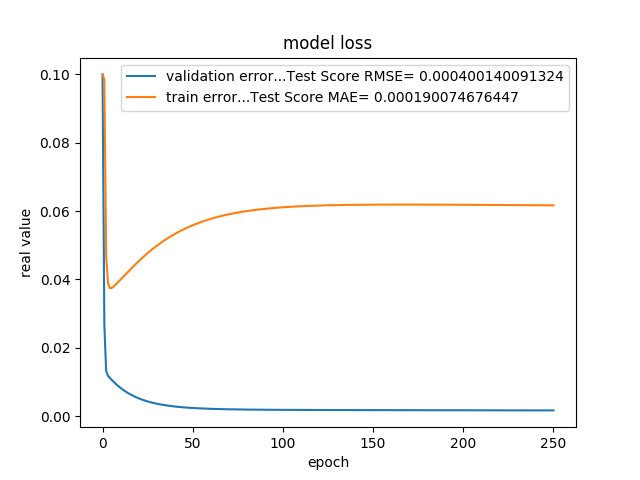 model loss
validation error...Test Score RMSE= 0.000400140091324
train error...Test Score MAE= 0.000190074676447
real value
0.10
0.08
0.06
0.04
0.02
0.00
0 50 100 150 200 250
epoch